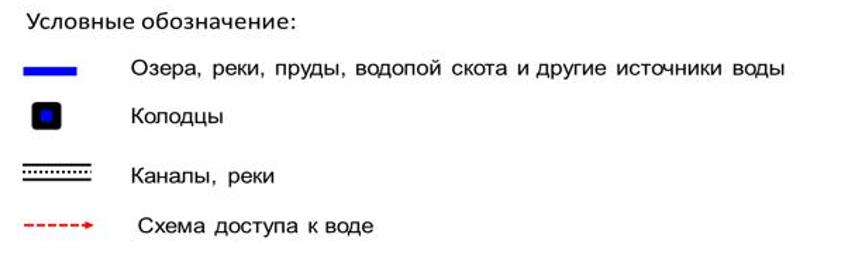 Условные обозначение:
Озера, реки, пруды, водопой скота и другие источники воды
Колодцы
Каналы, реки
Схема доступа к воде